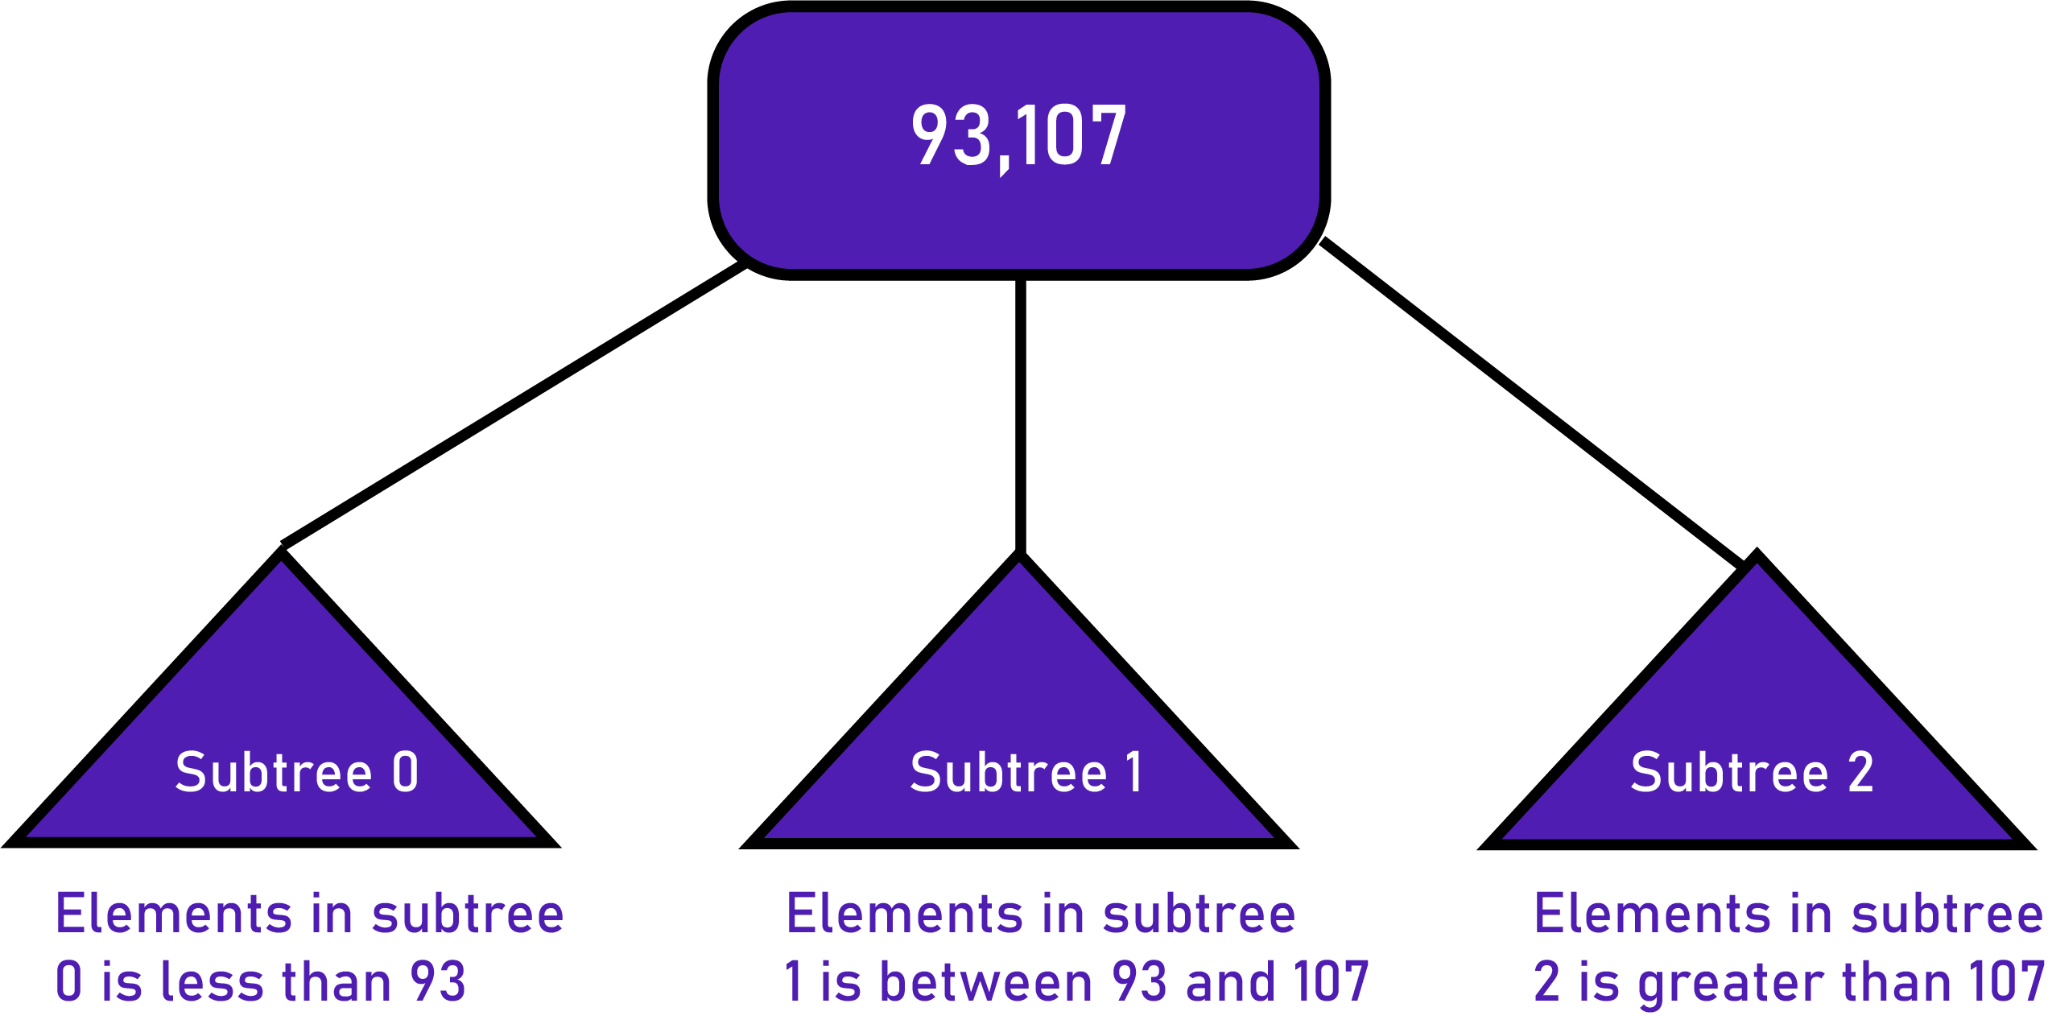 93,107
Subtree 0
Subtree 1
Subtree 2
Elements in subtree
0 is less than 93
Elements in subtree
1 is between 93 and 107
Elements in subtree
2 is greater than 107